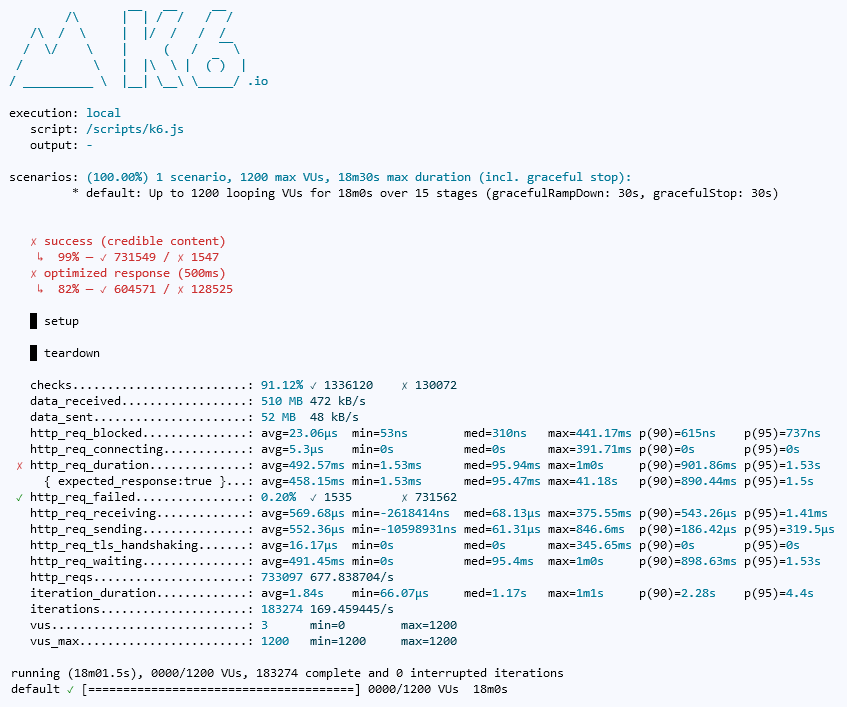 K6
.io
execution: local
script: /scripts/k6.js
output: -
scenarios: (100.00%) 1 scenario, 1200 max VUs, 18m30s max duration (incl. graceful stop):
* default: Up to 1200 looping VUs for 18m0s over 15 stages (gracefulRampDown: 30s, gracefulStop: 30s)
✗ success (credible content)
↳ 99% — ✓ 731549 / ✗ 1547
✗ optimized response (500ms)
↳ 82% — ✓ 604571 / ✗ 128525
█ setup
█ teardown
checks.........................: 91.12% ✓ 1336120 ✗ 130072
data_received..................: 510 MB 472 kB/s
data_sent......................: 52 MB 48 kB/s
http_req_blocked...............: avg=23.06µs min=53ns med=310ns max=441.17ms p(90)=615ns p(95)=737ns
http_req_connecting............: avg=5.3µs min=0s med=0s max=391.71ms p(90)=0s p(95)=0s
✗ http_req_duration..............: avg=492.57ms min=1.53ms med=95.94ms max=1m0s p(90)=901.86ms p(95)=1.53s
{ expected_response:true }...: avg=458.15ms min=1.53ms med=95.47ms max=41.18s p(90)=890.44ms p(95)=1.5s
✓ http_req_failed................: 0.20% ✓ 1535 ✗ 731562
http_req_receiving.............: avg=569.68µs min=-2618414ns med=68.13µs max=375.55ms p(90)=543.26µs p(95)=1.41ms
http_req_sending...............: avg=552.36µs min=-10598931ns med=61.31µs max=846.6ms p(90)=186.42µs p(95)=319.5µs
http_req_tls_handshaking.......: avg=16.17µs min=0s med=0s max=345.65ms p(90)=0s p(95)=0s
http_req_waiting...............: avg=491.45ms min=0s med=95.4ms max=1m0s p(90)=898.63ms p(95)=1.53s
http_reqs......................: 733097 677.838704/s
iteration_duration.............: avg=1.84s min=66.07µs med=1.17s max=1m1s p(90)=2.28s p(95)=4.4s
iterations.....................: 183274 169.459445/s
vus............................: 3 min=0 max=1200
vus_max........................: 1200 min=1200 max=1200
running (18m01.5s), 0000/1200 VUs, 183274 complete and 0 interrupted iterations
default ✓ [======================================] 0000/1200 VUs 18m0s